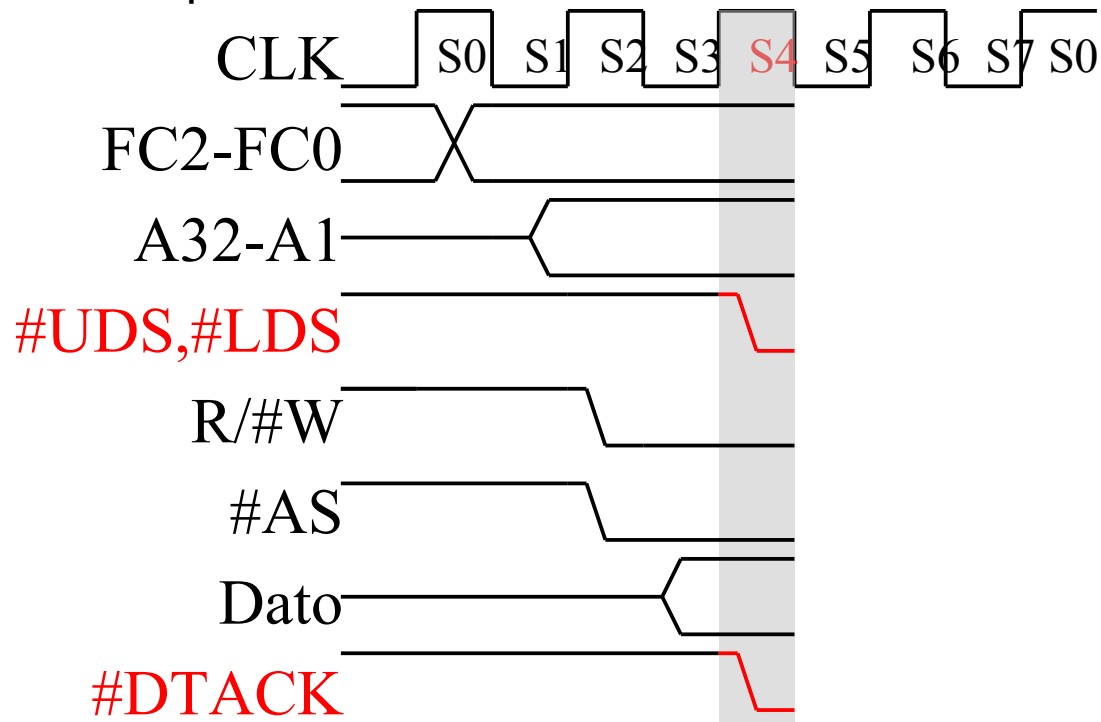 CLK S0 S1 S2 S3 S4 S5 S6 S7 S0
FC2-FC0
A32-A1
#UDS,#LDS
R/#W
#AS
Dato
#DTACK